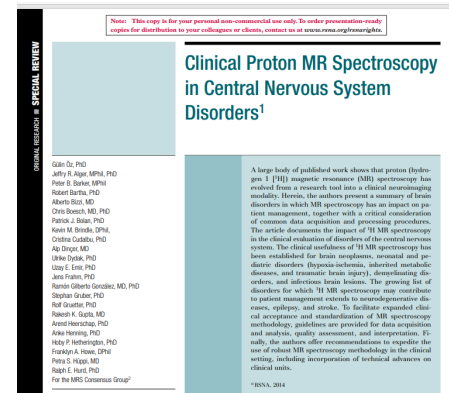 Note: This copy is for your personal non-commercial use only. To order presentation-ready
copies for distribution to your colleagues or clients, contact us at www.rsna.org/rsnarights.
ORIGINAL RESEARCH ■ SPECIAL REVIEW
Clinical Proton MR Spectroscopy
in Central Nervous System
Disorders¹
Gülin Öz, PhD
Jeffry R. Alger, MPhil, PhD
Peter B. Barker, MPhil
Robert Bartha, PhD
Alberto Bizzi, MD
Chris Boesch, MD, PhD
Patrick J. Bolan, PhD
Kevin M. Brindle, DPhil,
Cristina Cudalbu, PhD
Alp Dinçer, MD
Ulrike Dydak, PhD
Uzay E. Emir, PhD
Jens Frahm, PhD
Ramón Gilberto González, MD, PhD
Stephan Gruber, PhD
Rolf Gruetter, PhD
Rakesh K. Gupta, MD
Arend Heerschap, PhD
Anke Henning, PhD
Hoby P. Hetherington, PhD
Franklyn A. Howe, DPhil
Petra S. Hüppi, MD
Ralph E. Hurd, PhD
For the MRS Consensus Group²
A large body of published work shows that proton (hydro-
gen 1 [¹H]) magnetic resonance (MR) spectroscopy has
evolved from a research tool into a clinical neuroimaging
modality. Herein, the authors present a summary of brain
disorders in which MR spectroscopy has an impact on pa-
tient management, together with a critical consideration
of common data acquisition and processing procedures.
The article documents the impact of ¹H MR spectroscopy
in the clinical evaluation of disorders of the central nervous
system. The clinical usefulness of ¹H MR spectroscopy has
been established for brain neoplasms, neonatal and pe-
diatric disorders (hypoxia-ischemia, inherited metabolic
diseases, and traumatic brain injury), demyelinating dis-
orders, and infectious brain lesions. The growing list of
disorders for which ¹H MR spectroscopy may contribute
to patient management extends to neurodegenerative dis-
eases, epilepsy, and stroke. To facilitate expanded clini-
cal acceptance and standardization of MR spectroscopy
methodology, guidelines are provided for data acquisition
and analysis, quality assessment, and interpretation. Fi-
nally, the authors offer recommendations to expedite the
use of robust MR spectroscopy methodology in the clinical
setting, including incorporation of technical advances on
clinical units.
©RSNA, 2014